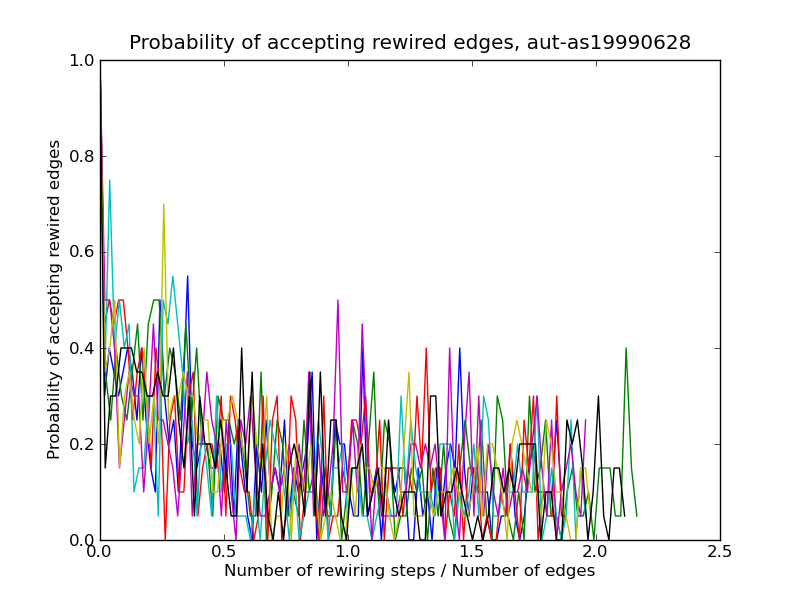 Probability of accepting rewired edges, aut-as19990628
1.0
0.8
0.6
0.4
0.2
0.0
Probability of accepting rewired edges
0.0 0.5 1.0 1.5 2.0 2.5
Number of rewiring steps / Number of edges